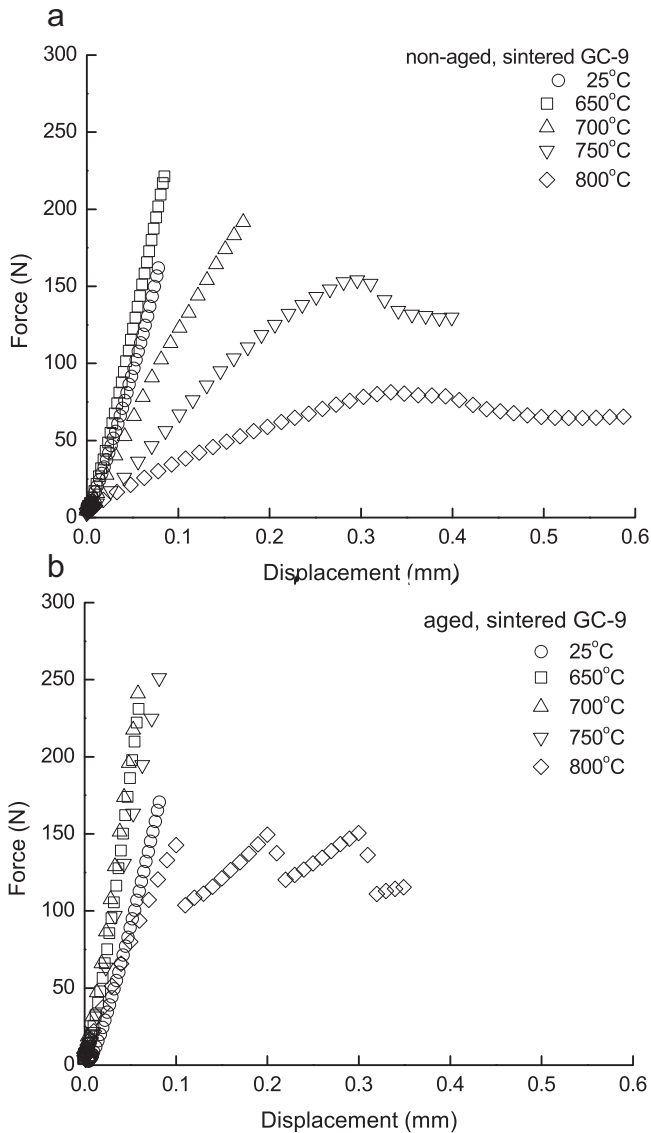 a
300
250
200
150
100
50
0
Force (N)
non-aged, sintered GC-9
25°C
650°C
700°C
750°C
800°C
0.0 0.1 0.2 0.3 0.4 0.5 0.6
Displacement (mm)
b
300
250
200
150
100
50
0
Force (N)
aged, sintered GC-9
25°C
650°C
700°C
750°C
800°C
0.0 0.1 0.2 0.3 0.4 0.5 0.6
Displacement (mm)